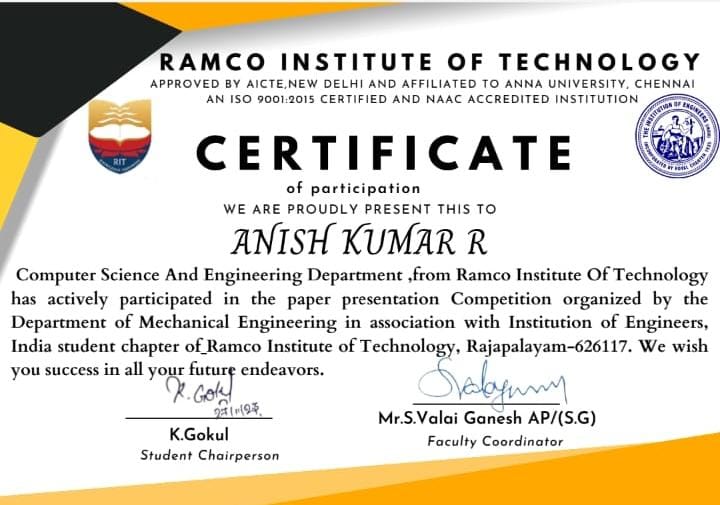 RAMCO INSTITUTE OF TECHNOLOGY
APPROVED BY AICTE,NEW DELHI AND AFFILIATED TO ANNA UNIVERSITY, CHENNAI
AN ISO 9001:2015 CERTIFIED AND NAAC ACCREDITED INSTITUTION
RIT
THE INSTITUTION OF ENGINEERS
INCORPORATED BY ROYAL CHARTER 1935
CERTIFICATE
of participation
WE ARE PROUDLY PRESENT THIS TO
ANISH KUMAR R
Computer Science And Engineering Department ,from Ramco Institute Of Technology
has actively participated in the paper presentation Competition organized by the
Department of Mechanical Engineering in association with Institution of Engineers,
India student chapter of Ramco Institute of Technology, Rajapalayam-626117. We wish
you success in all your future endeavors.
K. Gokul
K.Gokul
Student Chairperson
Mr.S.Valai Ganesh AP/(S.G)
Faculty Coordinator